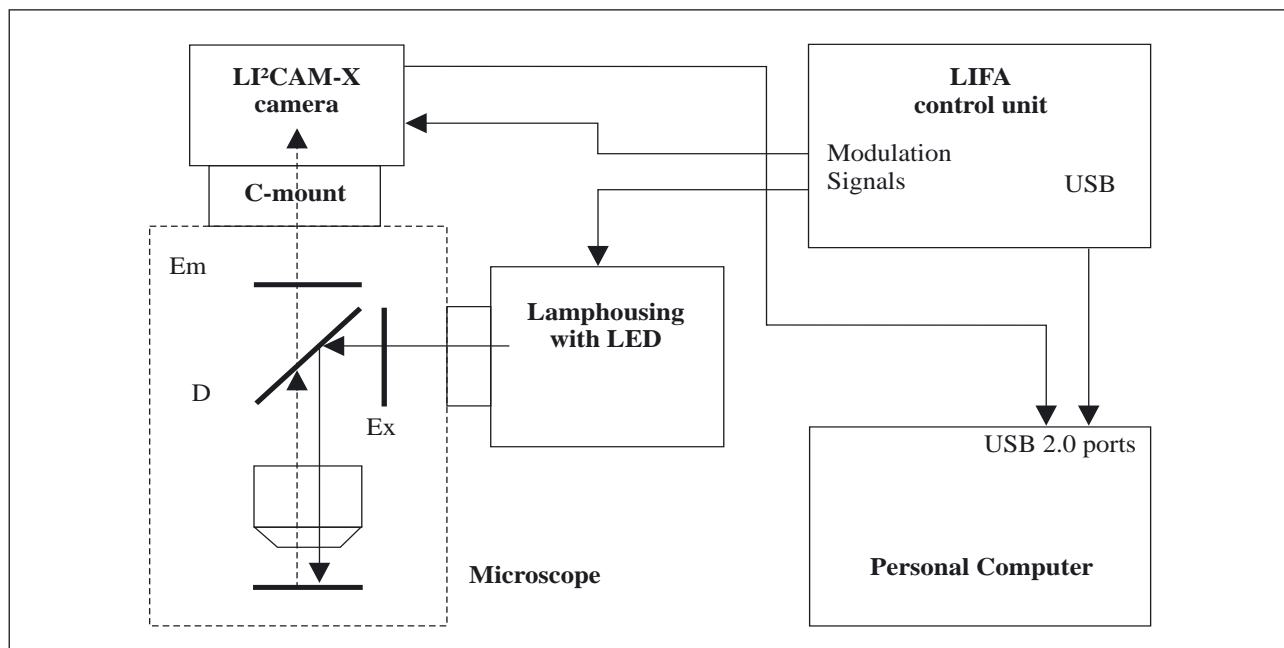 LI²CAM-X
camera
C-mount
LIFA
control unit
Modulation
Signals
USB
Em
D
Ex
Lamphousing
with LED
Microscope
USB 2.0 ports
Personal Computer